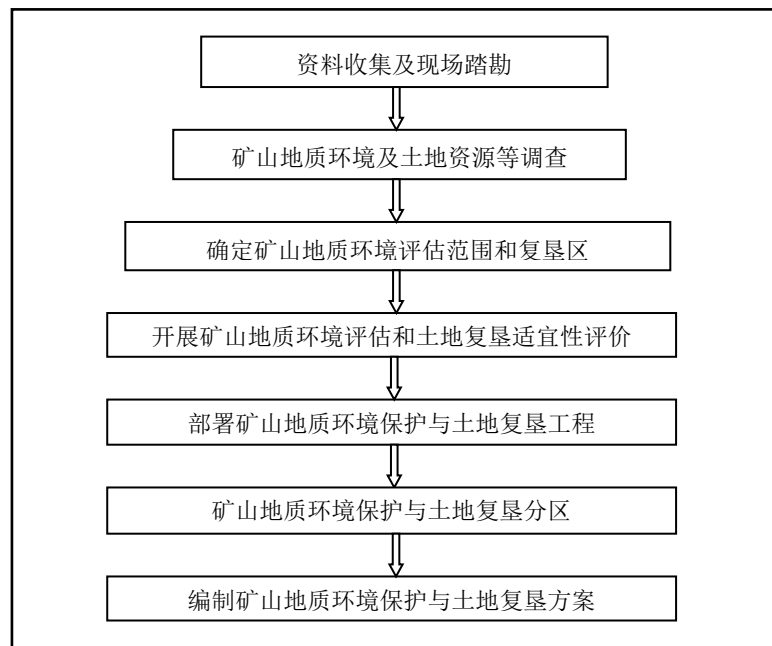 资料收集及现场踏勘
矿山地质环境及土地资源等调查
确定矿山地质环境评估范围和复垦区
开展矿山地质环境评估和土地复垦适宜性评价
部署矿山地质环境保护与土地复垦工程
矿山地质环境保护与土地复垦分区
编制矿山地质环境保护与土地复垦方案